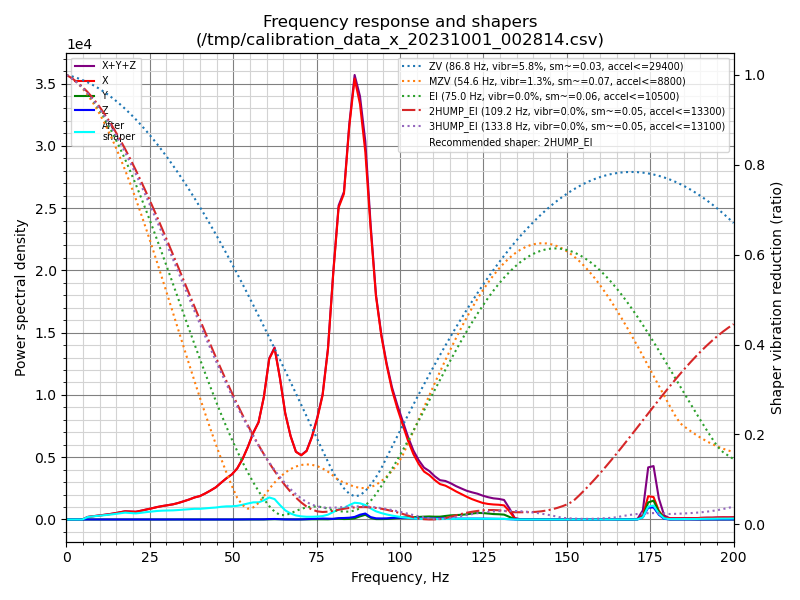 Frequency response and shapers
(/tmp/calibration_data_x_20231001_002814.csv)
1e4
X+Y+Z
X
Y
Z
After
shaper
ZV (86.8 Hz, vibr=5.8%, sm~=0.03, accel<=29400)
MZV (54.6 Hz, vibr=1.3%, sm~=0.07, accel<=8800)
EI (75.0 Hz, vibr=0.0%, sm~=0.06, accel<=10500)
2HUMP_EI (109.2 Hz, vibr=0.0%, sm~=0.05, accel<=13300)
3HUMP_EI (133.8 Hz, vibr=0.0%, sm~=0.05, accel<=13100)
Recommended shaper: 2HUMP_EI
Power spectral density
3.5
3.0
2.5
2.0
1.5
1.0
0.5
0.0
1.0
0.8
0.6
0.4
0.2
0.0
Shaper vibration reduction (ratio)
0 25 50 75 100 125 150 175 200
Frequency, Hz